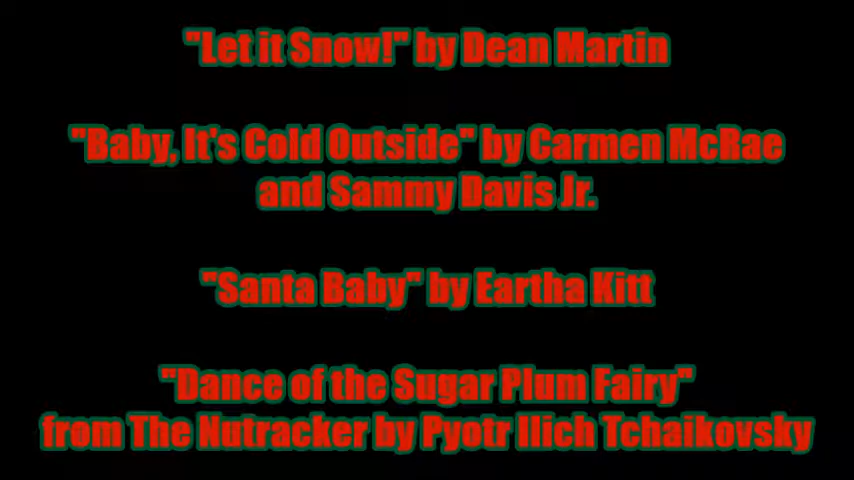 "Let it Snow!" by Dean Martin
"Baby, It's Cold Outside" by Carmen McRae
and Sammy Davis Jr.
"Santa Baby" by Eartha Kitt
"Dance of the Sugar Plum Fairy"
from The Nutracker by Pyotr Ilich Tchaikovsky